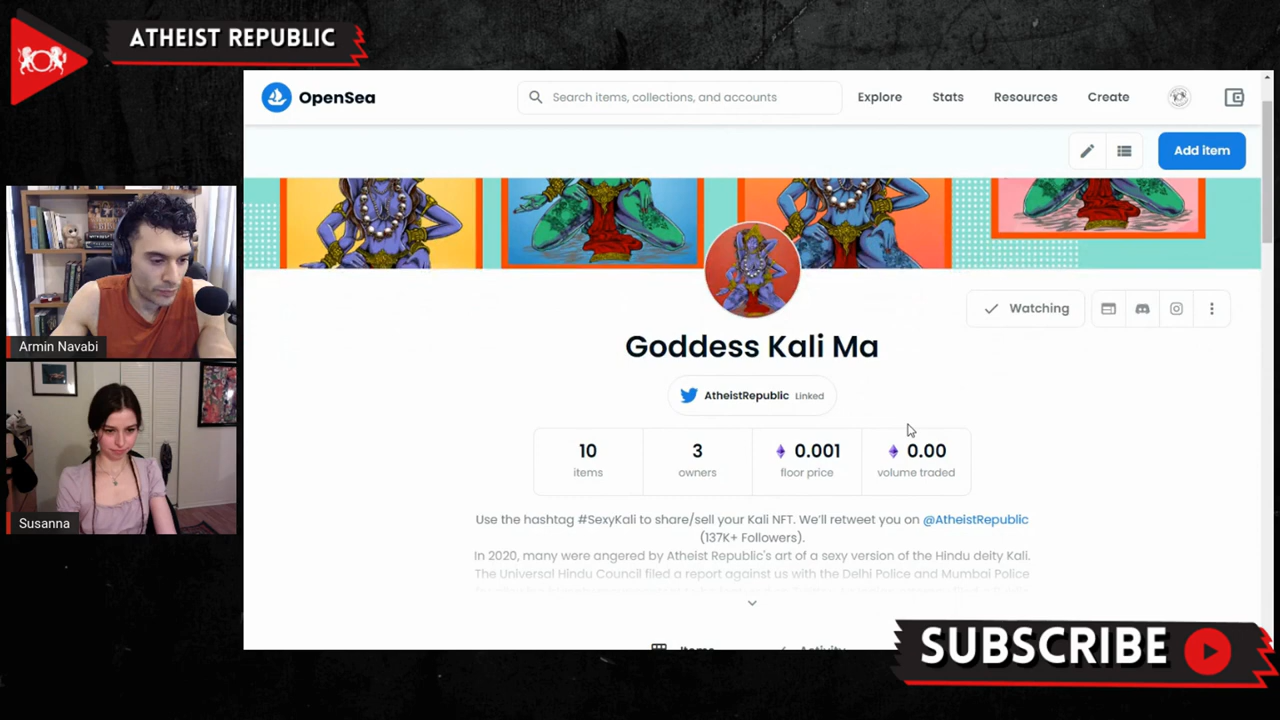 ATHEIST REPUBLIC
OpenSea
Search items, collections, and accounts
Explore
Stats
Resources
Create
Add item
Watching
Goddess Kali Ma
AtheistRepublic Linked
10
items
3
owners
0.001
floor price
0.00
volume traded
Use the hashtag #SexyKali to share/sell your Kali NFT. We'll retweet you on @AtheistRepublic
(137K+ Followers).
In 2020, many were angered by Atheist Republic's art of a sexy version of the Hindu deity Kali.
The Universal Hindu Council filed a report against us with the Delhi Police and Mumbai Police
Items
Activity
Armin Navabi
Susanna
SUBSCRIBE